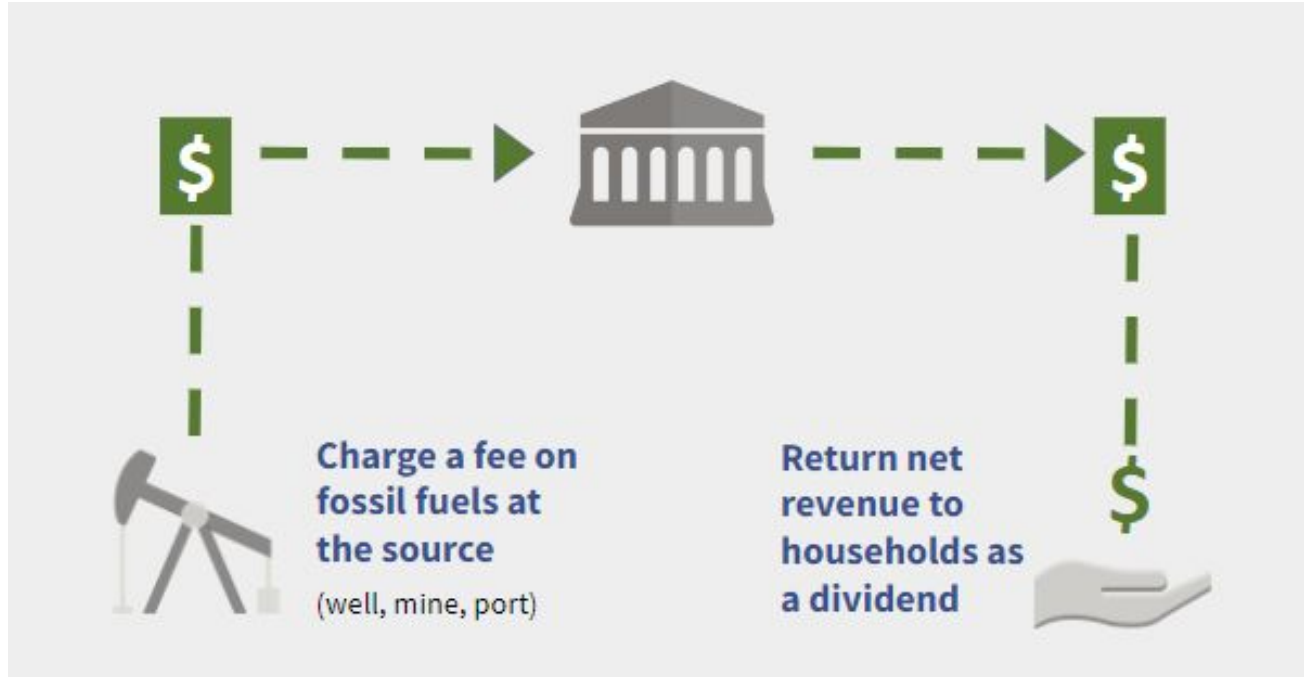 $
$
Charge a fee on
fossil fuels at
the source
(well, mine, port)
Return net
revenue to
households as
a dividend
$